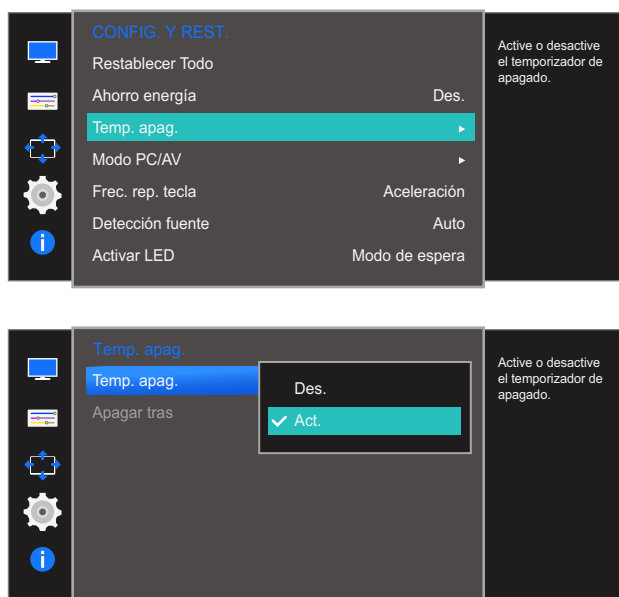 CONFIG. Y REST.
Restablecer Todo
Ahorro energía Des.
Temp. apag.
Modo PC/AV
Frec. rep. tecla Aceleración
Detección fuente Auto
Activar LED Modo de espera
Active o desactive
el temporizador de
apagado.
Temp. apag.
Temp. apag.
Apagar tras
Des.
Act.
Active o desactive
el temporizador de
apagado.